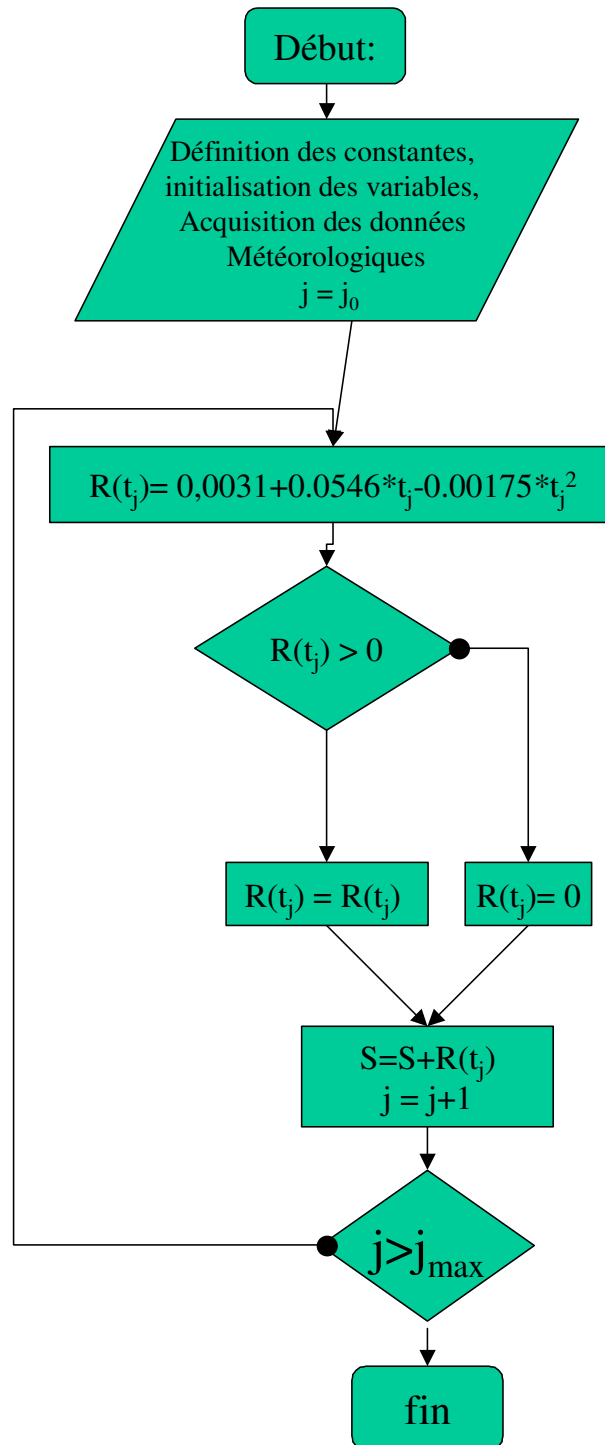 Début:
Définition des constantes,
initialisation des variables,
Acquisition des données
Météorologiques
j = j₀
R(tⱼ)= 0,0031+0.0546*tⱼ-0.00175*tⱼ²
R(tⱼ) > 0
R(tⱼ) = R(tⱼ)
R(tⱼ)= 0
S=S+R(tⱼ)
j = j+1
j>jmax
fin